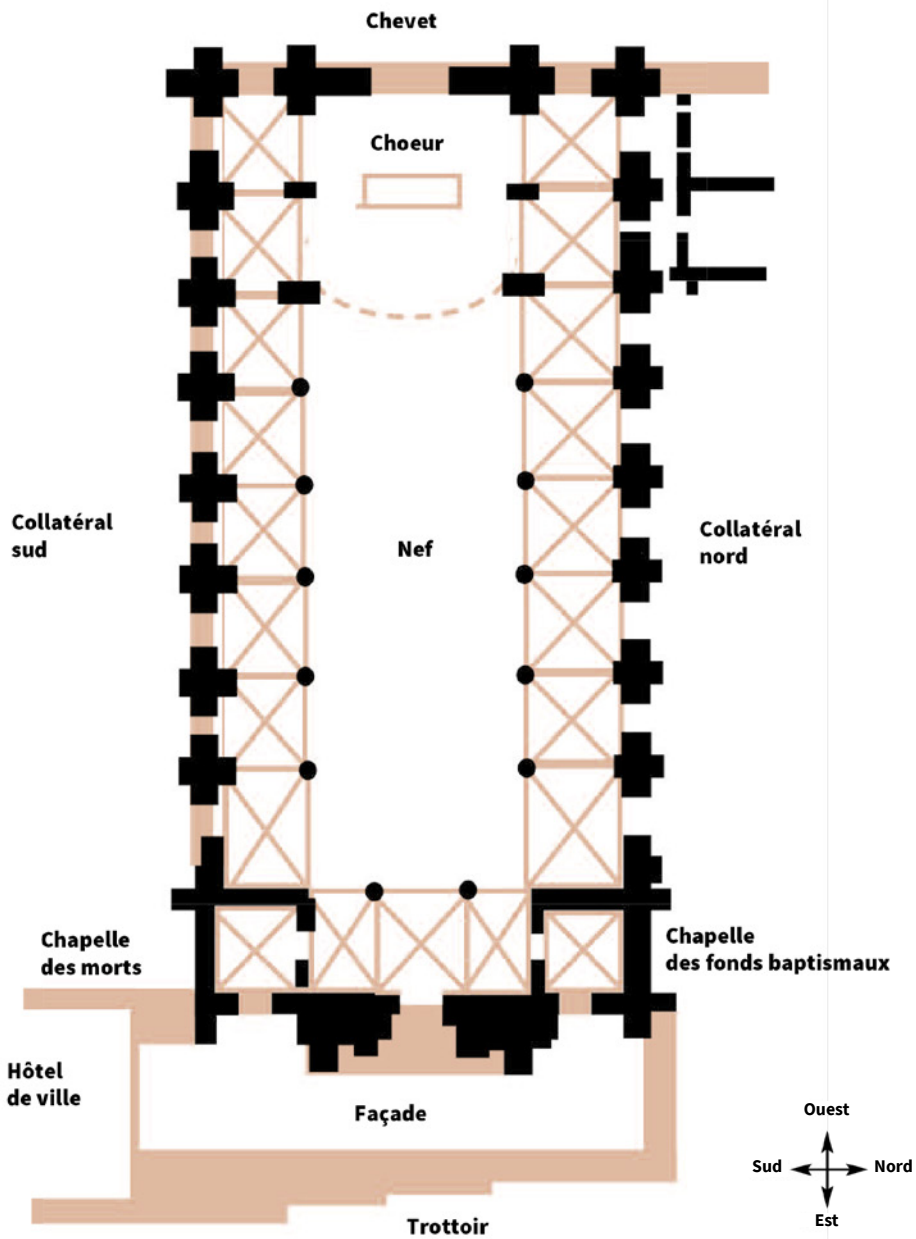 Chevet
Choeur
Collatéral
sud
Nef
Collatéral
nord
Chapelle
des morts
Chapelle
des fonds baptismaux
Hôtel
de ville
Façade
Trottoir
Ouest
Sud
Nord
Est